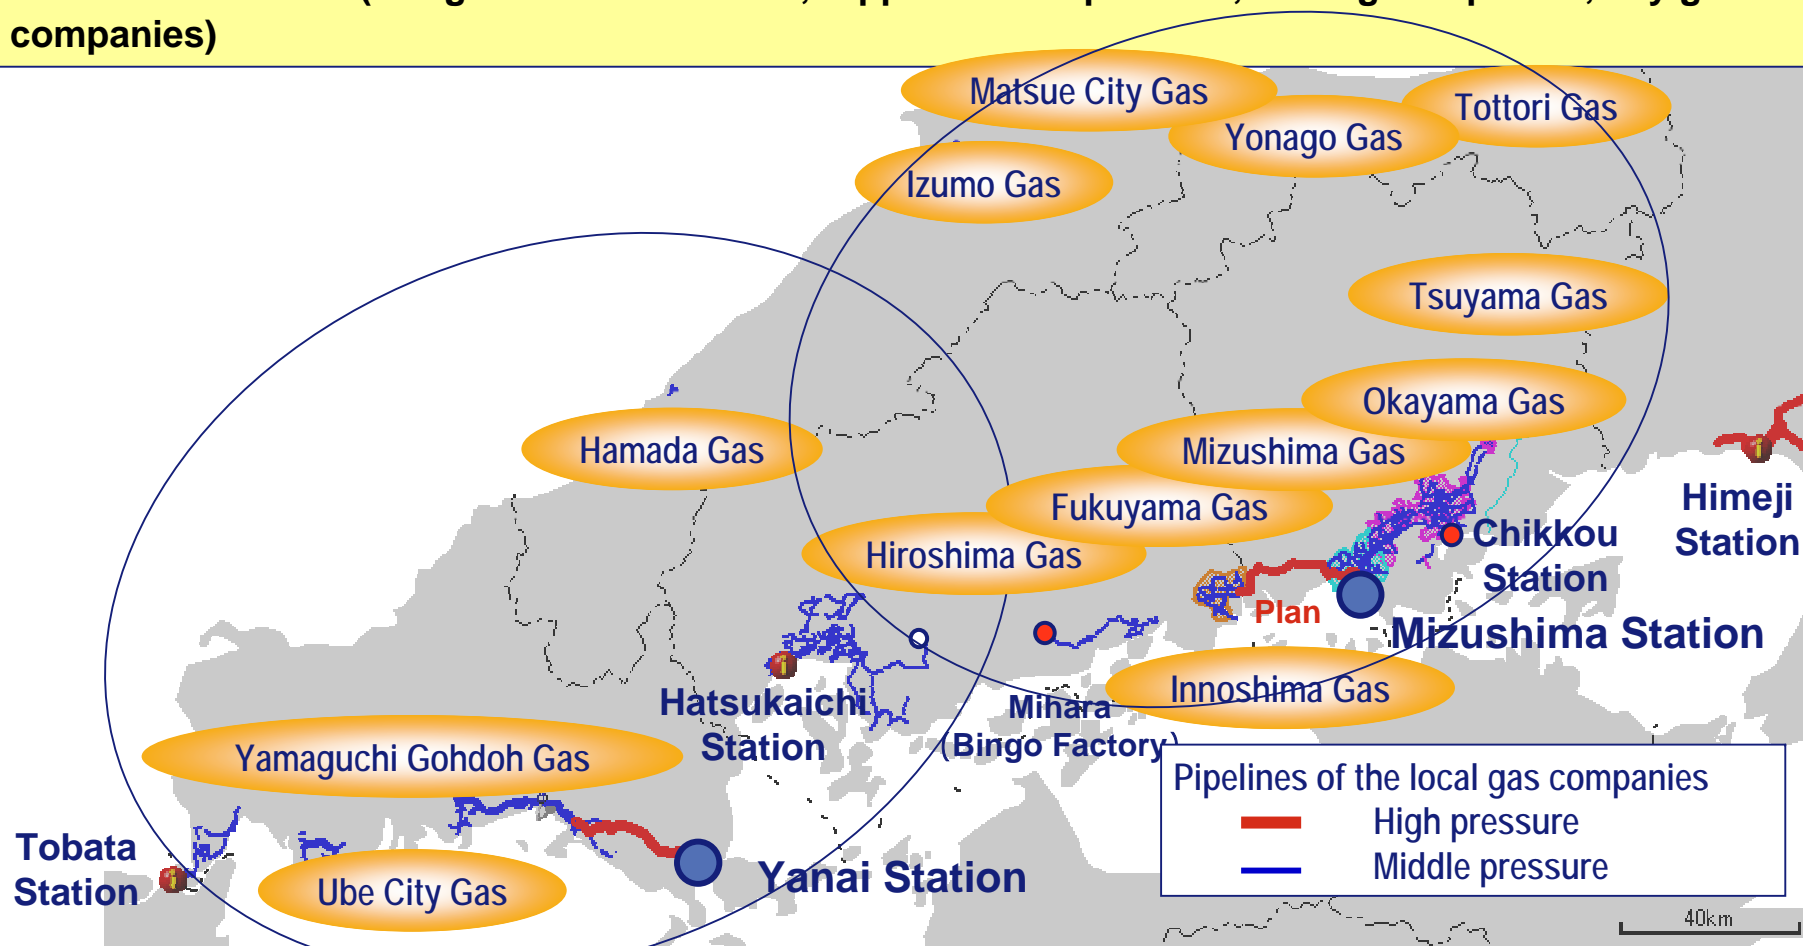 companies)
Matsue City Gas
Tottori Gas
Yonago Gas
Izumo Gas
Tsuyama Gas
Okayama Gas
Hamada Gas
Mizushima Gas
Fukuyama Gas
Hiroshima Gas
Himeji
Station
Chikkou
Station
Plan
Mizushima Station
Innoshima Gas
Hatsukaichi
Station
Mihara
(Bingo Factory)
Yamaguchi Gohdoh Gas
Tobata
Station
Ube City Gas
Yanai Station
Pipelines of the local gas companies
High pressure
Middle pressure
40km